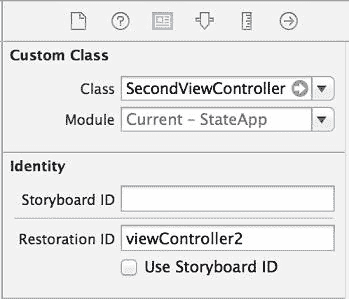 Custom Class
Class SecondViewController
Module Current – StateApp
Identity
Storyboard ID
Restoration ID viewController2
Use Storyboard ID